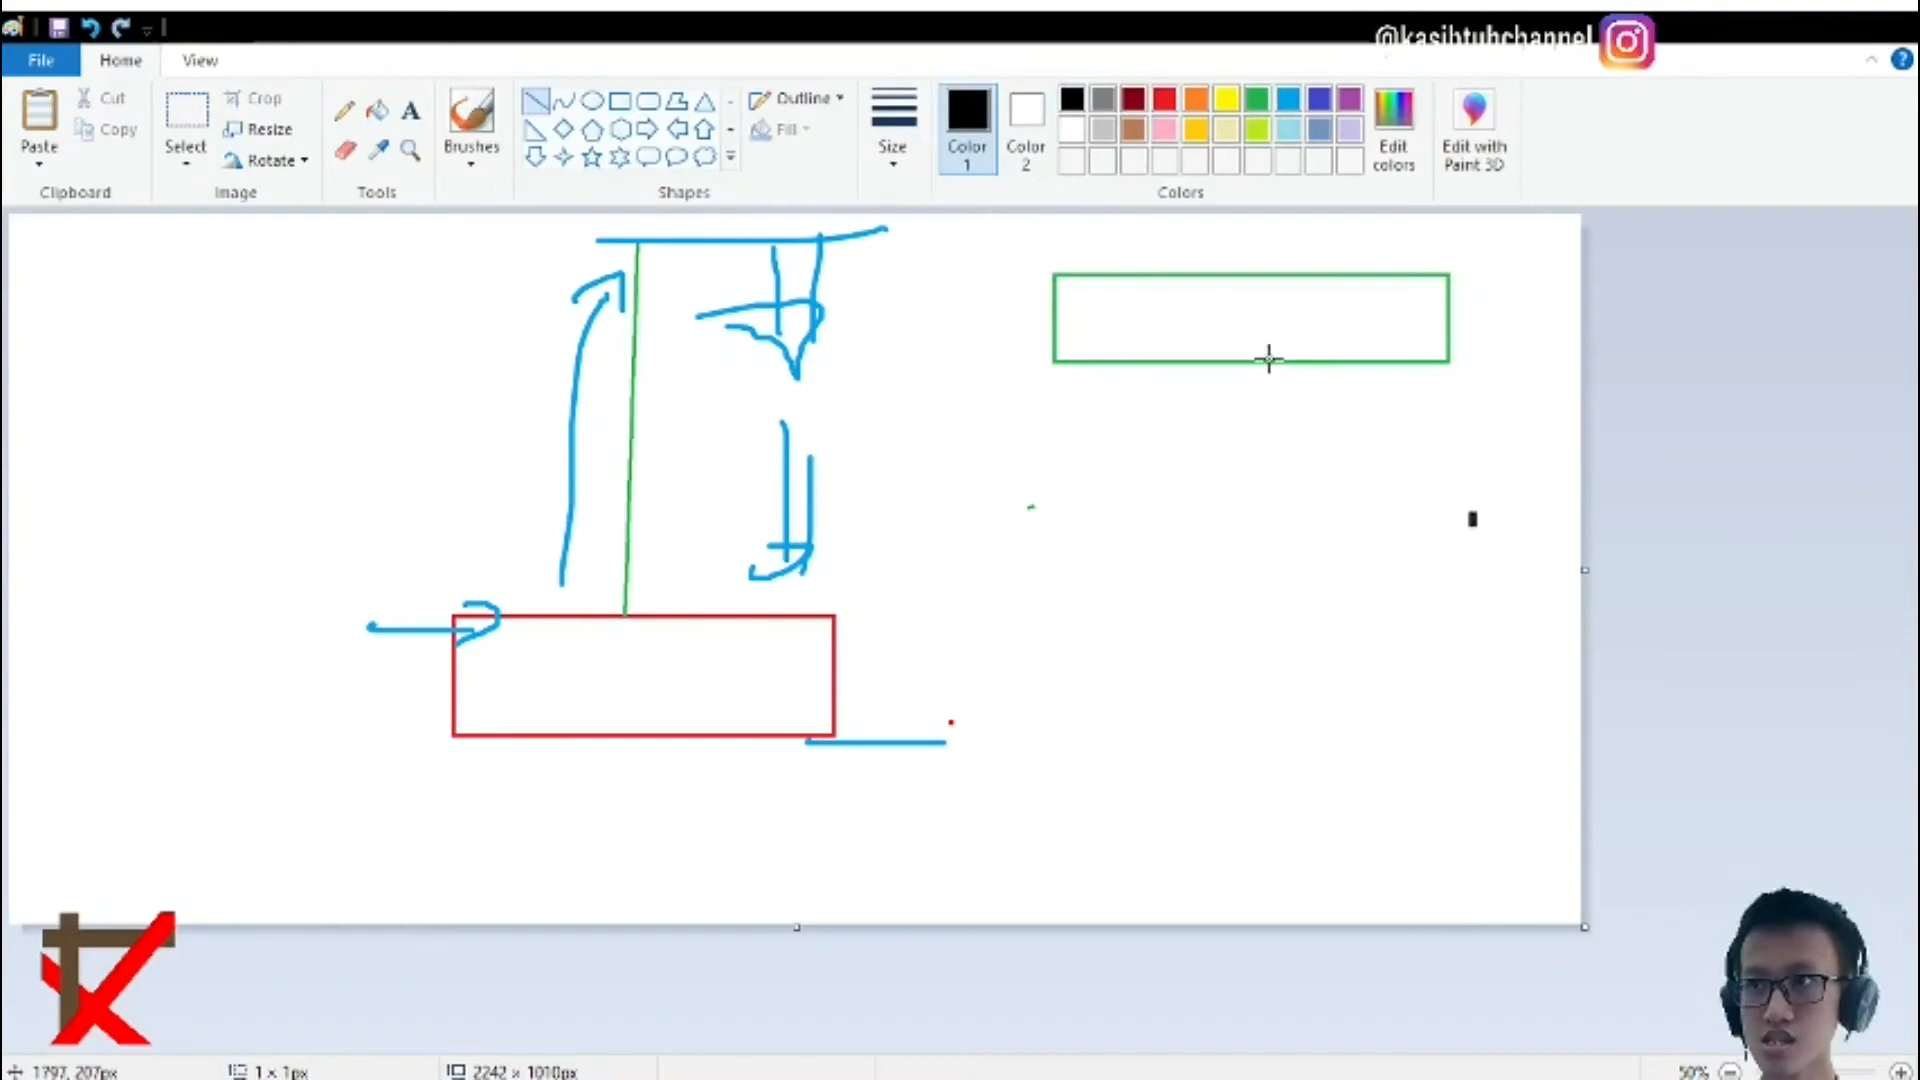 @kasihtuhchannel
File Home View
Cut
Copy
Paste
Clipboard
Crop
Resize
Rotate
Select
Image
A
Tools
Brushes
Outline
Fill
Shapes
Size
Color 1
Color 2
Edit colors
Edit with Paint 3D
Colors
1797, 207px
1 × 1px
2242 × 1010px
50%